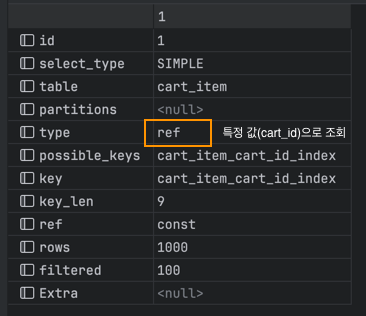 1
id 1
select_type SIMPLE
table cart_item
partitions <null>
type ref 특정 값(cart_id)으로 조회
possible_keys cart_item_cart_id_index
key cart_item_cart_id_index
key_len 9
ref const
rows 1000
filtered 100
Extra <null>